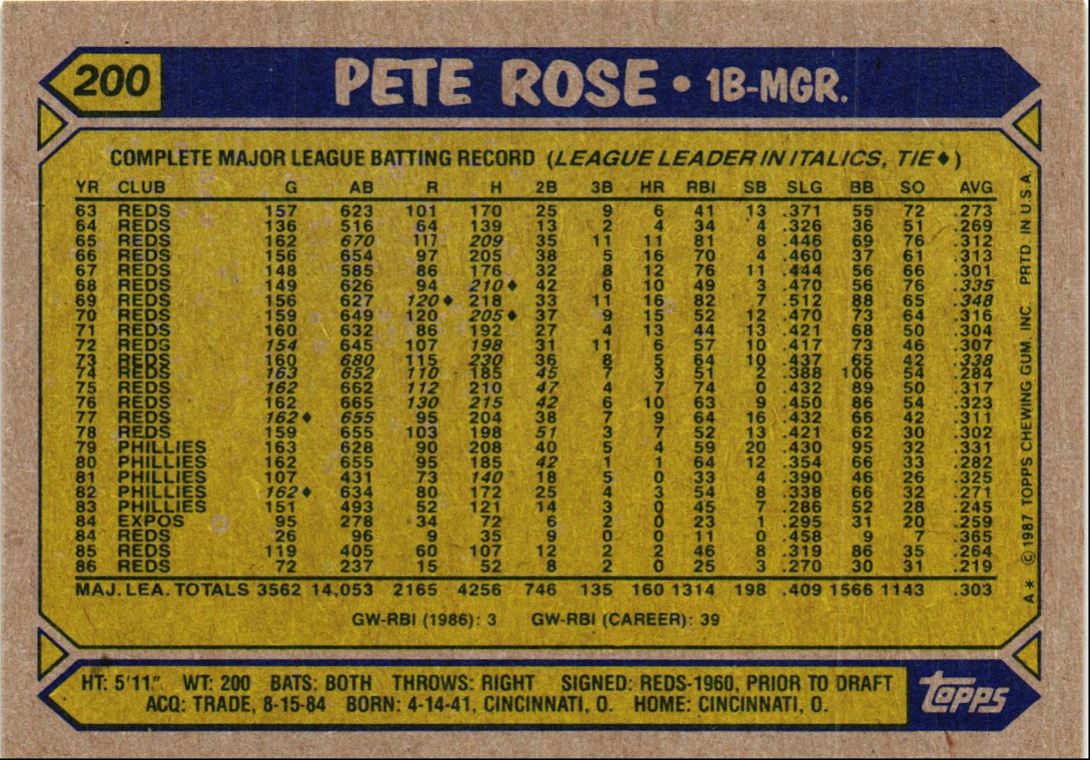 200 PETE ROSE • 1B-MGR.
COMPLETE MAJOR LEAGUE BATTING RECORD (LEAGUE LEADER IN ITALICS, TIE♦)
YR CLUB G AB R H 2B 3B HR RBI SB SLG BB SO AVG
63 REDS 157 623 101 170 25 9 6 41 13 .371 55 72 .273
64 REDS 136 516 64 139 13 2 4 34 4 .326 36 51 .269
65 REDS 162 670 117 209 35 11 11 81 8 .446 69 76 .312
66 REDS 156 654 97 205 38 5 16 70 4 .460 37 61 .313
67 REDS 148 585 86 176 32 8 12 76 11 .444 56 66 .301
68 REDS 149 626 94 210♦ 42 6 10 49 3 .470 56 76 .335
69 REDS 156 627 120♦ 218 33 11 16 82 7 .512 88 65 .348
70 REDS 159 649 120 205♦ 37 9 15 52 12 .470 73 64 .316
71 REDS 160 632 86 192 27 4 13 44 13 .421 68 50 .304
72 REDS 154 645 107 198 31 11 6 57 10 .417 73 46 .307
73 REDS 160 680 115 230 36 8 5 64 10 .437 65 42 .338
74 REDS 163 652 110 185 45 7 3 51 2 .388 106 54 .284
75 REDS 162 662 112 210 47 4 7 74 0 .432 89 50 .317
76 REDS 162 665 130 215 42 6 10 63 9 .450 86 54 .323
77 REDS 162♦ 655 95 204 38 7 9 64 16 .432 66 42 .311
78 REDS 159 655 103 198 51 3 7 52 13 .421 62 30 .302
79 PHILLIES 163 628 90 208 40 5 4 59 20 .430 95 32 .331
80 PHILLIES 162 655 95 185 42 1 1 64 12 .354 66 33 .282
81 PHILLIES 107 431 73 140 18 5 0 33 4 .390 46 26 .325
82 PHILLIES 162♦ 634 80 172 25 4 3 54 8 .338 66 32 .271
83 PHILLIES 151 493 52 121 14 3 0 45 7 .286 52 28 .245
84 EXPOS 95 278 34 72 6 2 0 23 1 .295 31 20 .259
84 REDS 26 96 9 35 9 0 0 11 0 .458 9 7 .365
85 REDS 119 405 60 107 12 2 2 46 8 .319 86 35 .264
86 REDS 72 237 15 52 8 2 0 25 3 .270 30 31 .219
MAJ. LEA. TOTALS 3562 14,053 2165 4256 746 135 160 1314 198 .409 1566 1143 .303
GW-RBI (1986): 3 GW-RBI (CAREER): 39
A* © 1987 TOPPS CHEWING GUM, INC. PRTD. IN U.S.A.
HT: 5'11" WT: 200 BATS: BOTH THROWS: RIGHT SIGNED: REDS-1960, PRIOR TO DRAFT
ACQ: TRADE, 8-15-84 BORN: 4-14-41, CINCINNATI, O. HOME: CINCINNATI, O.
topps